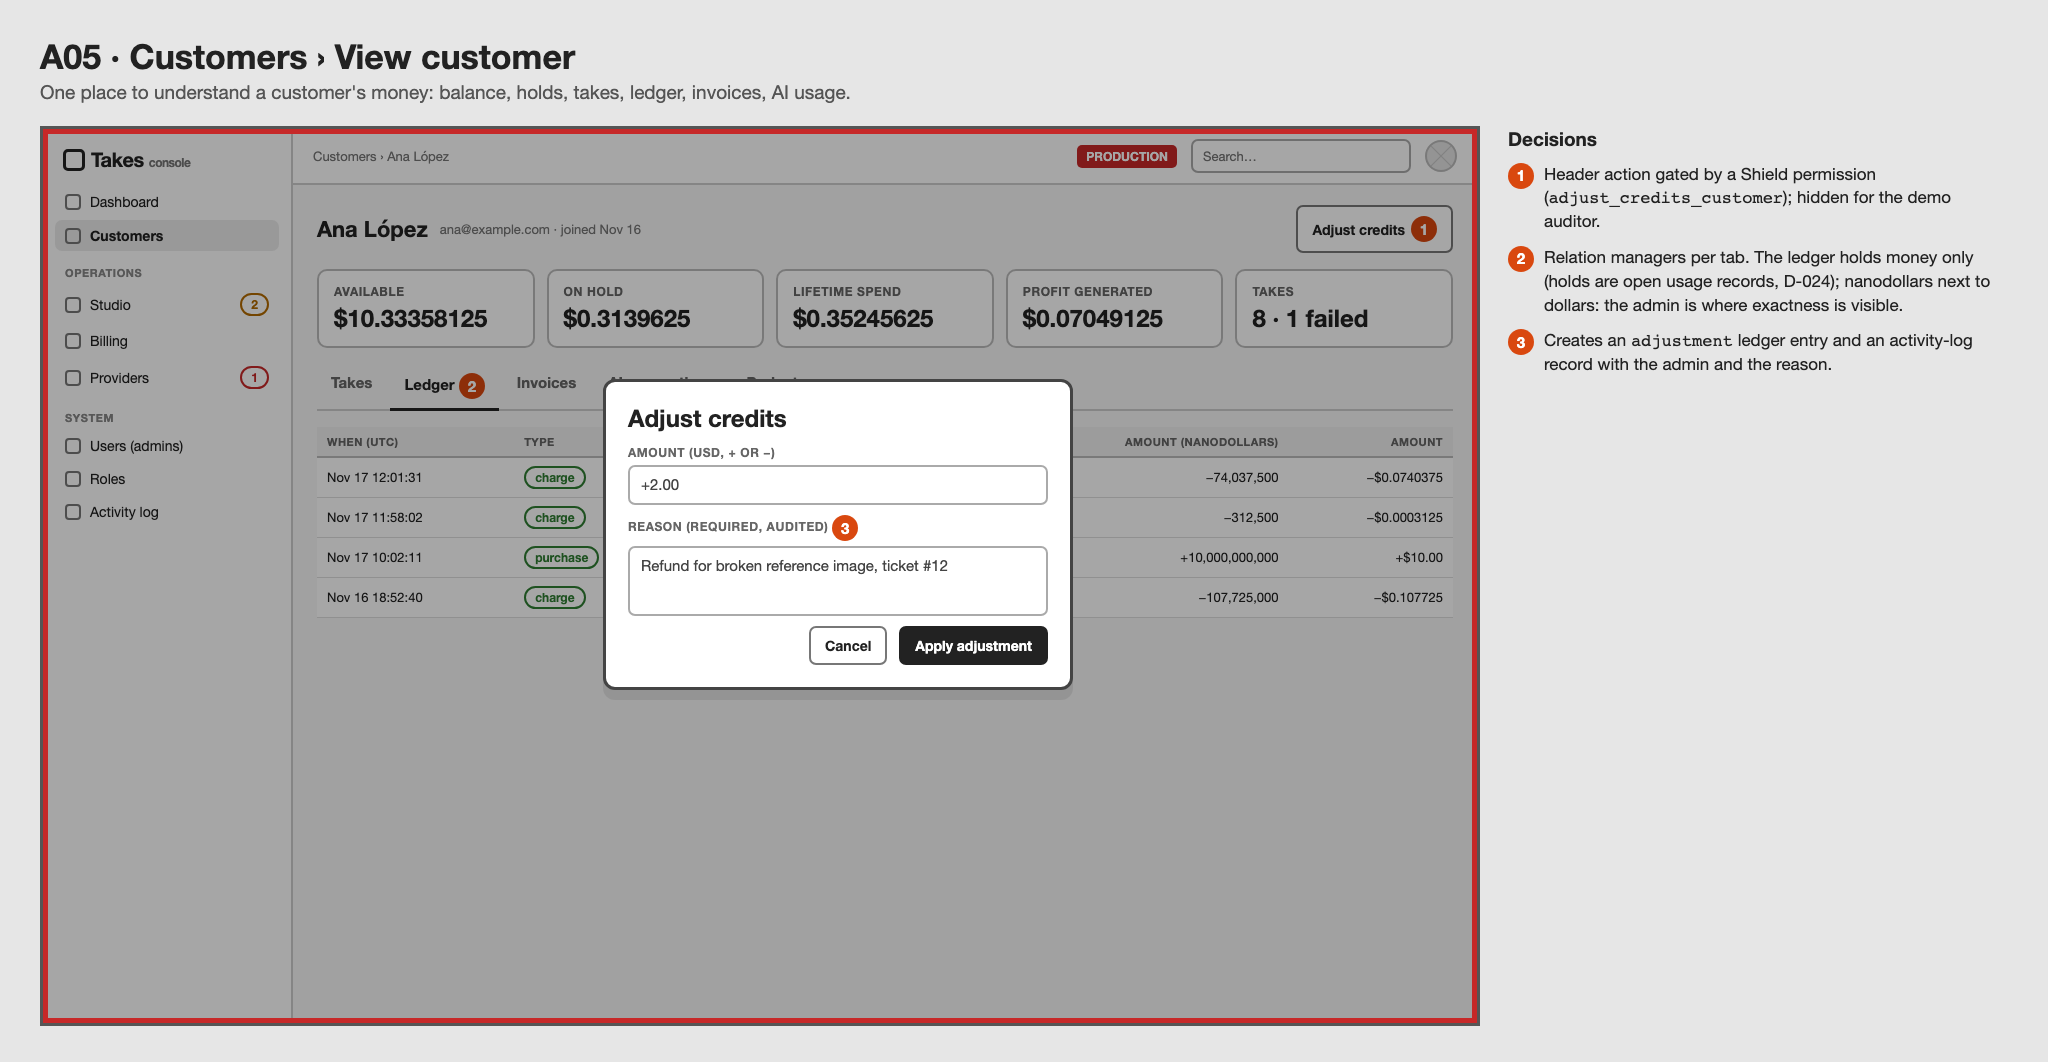 A05 · Customers › View customer
One place to understand a customer's money: balance, holds, takes, ledger, invoices, AI usage.
Takes console
Customers › Ana López
PRODUCTION
Search...
Dashboard
Customers
OPERATIONS
Studio 2
Billing
Providers 1
SYSTEM
Users (admins)
Roles
Activity log
Ana López ana@example.com · joined Nov 16
Adjust credits 1
AVAILABLE
$10.33358125
ON HOLD
$0.3139625
LIFETIME SPEND
$0.35245625
PROFIT GENERATED
$0.07049125
TAKES
8 · 1 failed
Takes
Ledger 2
Invoices
WHEN (UTC) TYPE AMOUNT (NANODOLLARS) AMOUNT
Nov 17 12:01:31 charge −74,037,500 −$0.0740375
Nov 17 11:58:02 charge −312,500 −$0.0003125
Nov 17 10:02:11 purchase +10,000,000,000 +$10.00
Nov 16 18:52:40 charge −107,725,000 −$0.107725
Adjust credits
AMOUNT (USD, + OR −)
+2.00
REASON (REQUIRED, AUDITED) 3
Refund for broken reference image, ticket #12
Cancel
Apply adjustment
Decisions
1 Header action gated by a Shield permission
(adjust_credits_customer); hidden for the demo
auditor.
2 Relation managers per tab. The ledger holds money only
(holds are open usage records, D-024); nanodollars next to
dollars: the admin is where exactness is visible.
3 Creates an adjustment ledger entry and an activity-log
record with the admin and the reason.